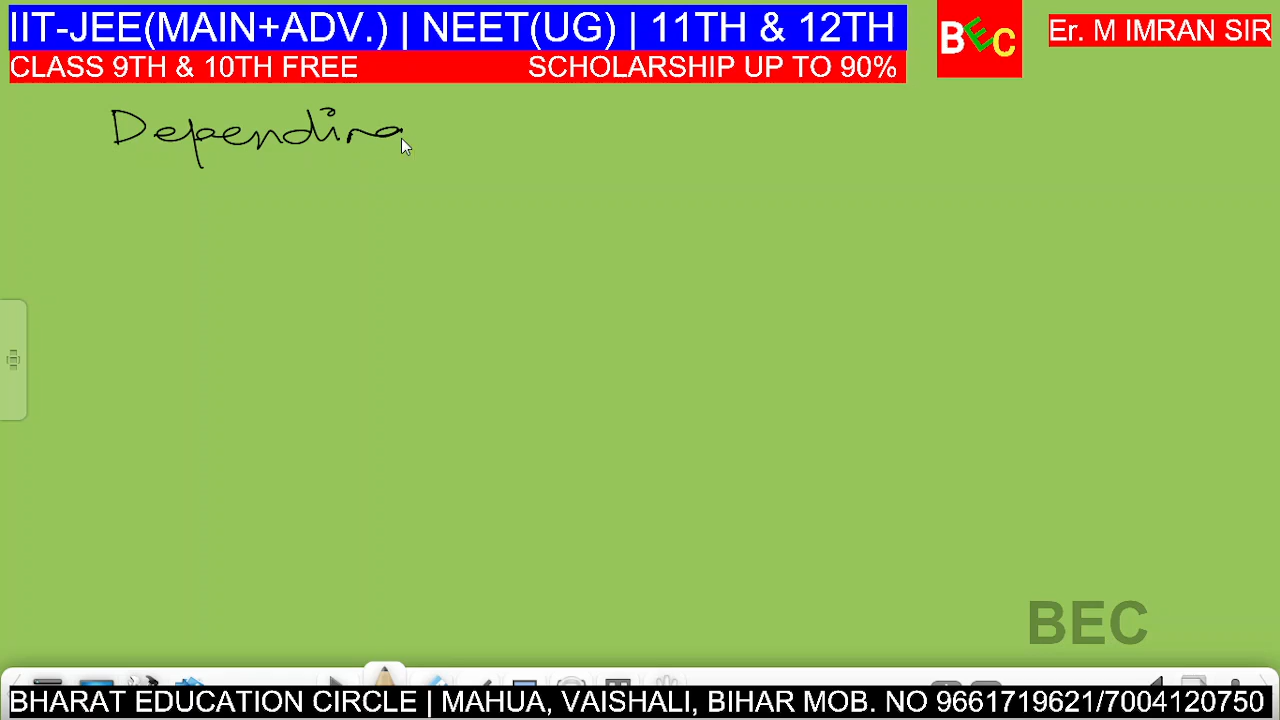 IIT-JEE(MAIN+ADV.) | NEET(UG) | 11TH & 12TH
CLASS 9TH & 10TH FREE SCHOLARSHIP UP TO 90%
BEC
Er. M IMRAN SIR
Dependina
BEC
BHARAT EDUCATION CIRCLE | MAHUA, VAISHALI, BIHAR MOB. NO 9661719621/7004120750